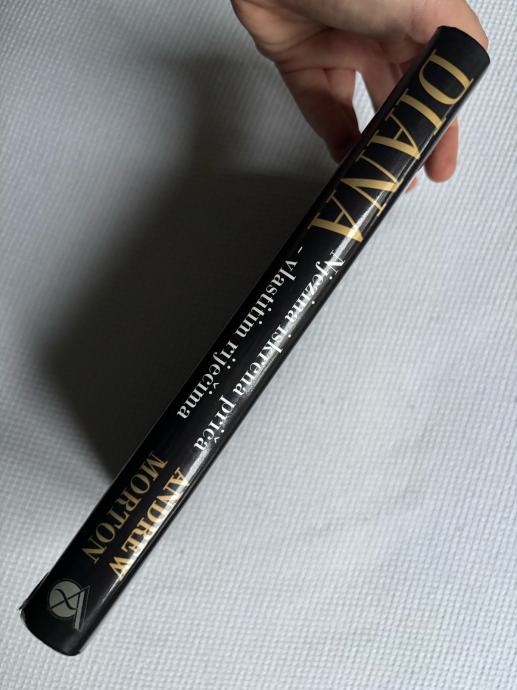 DIANA
Njezina iskrena priča
- vlastitim riječima
ANDREW
MORTON